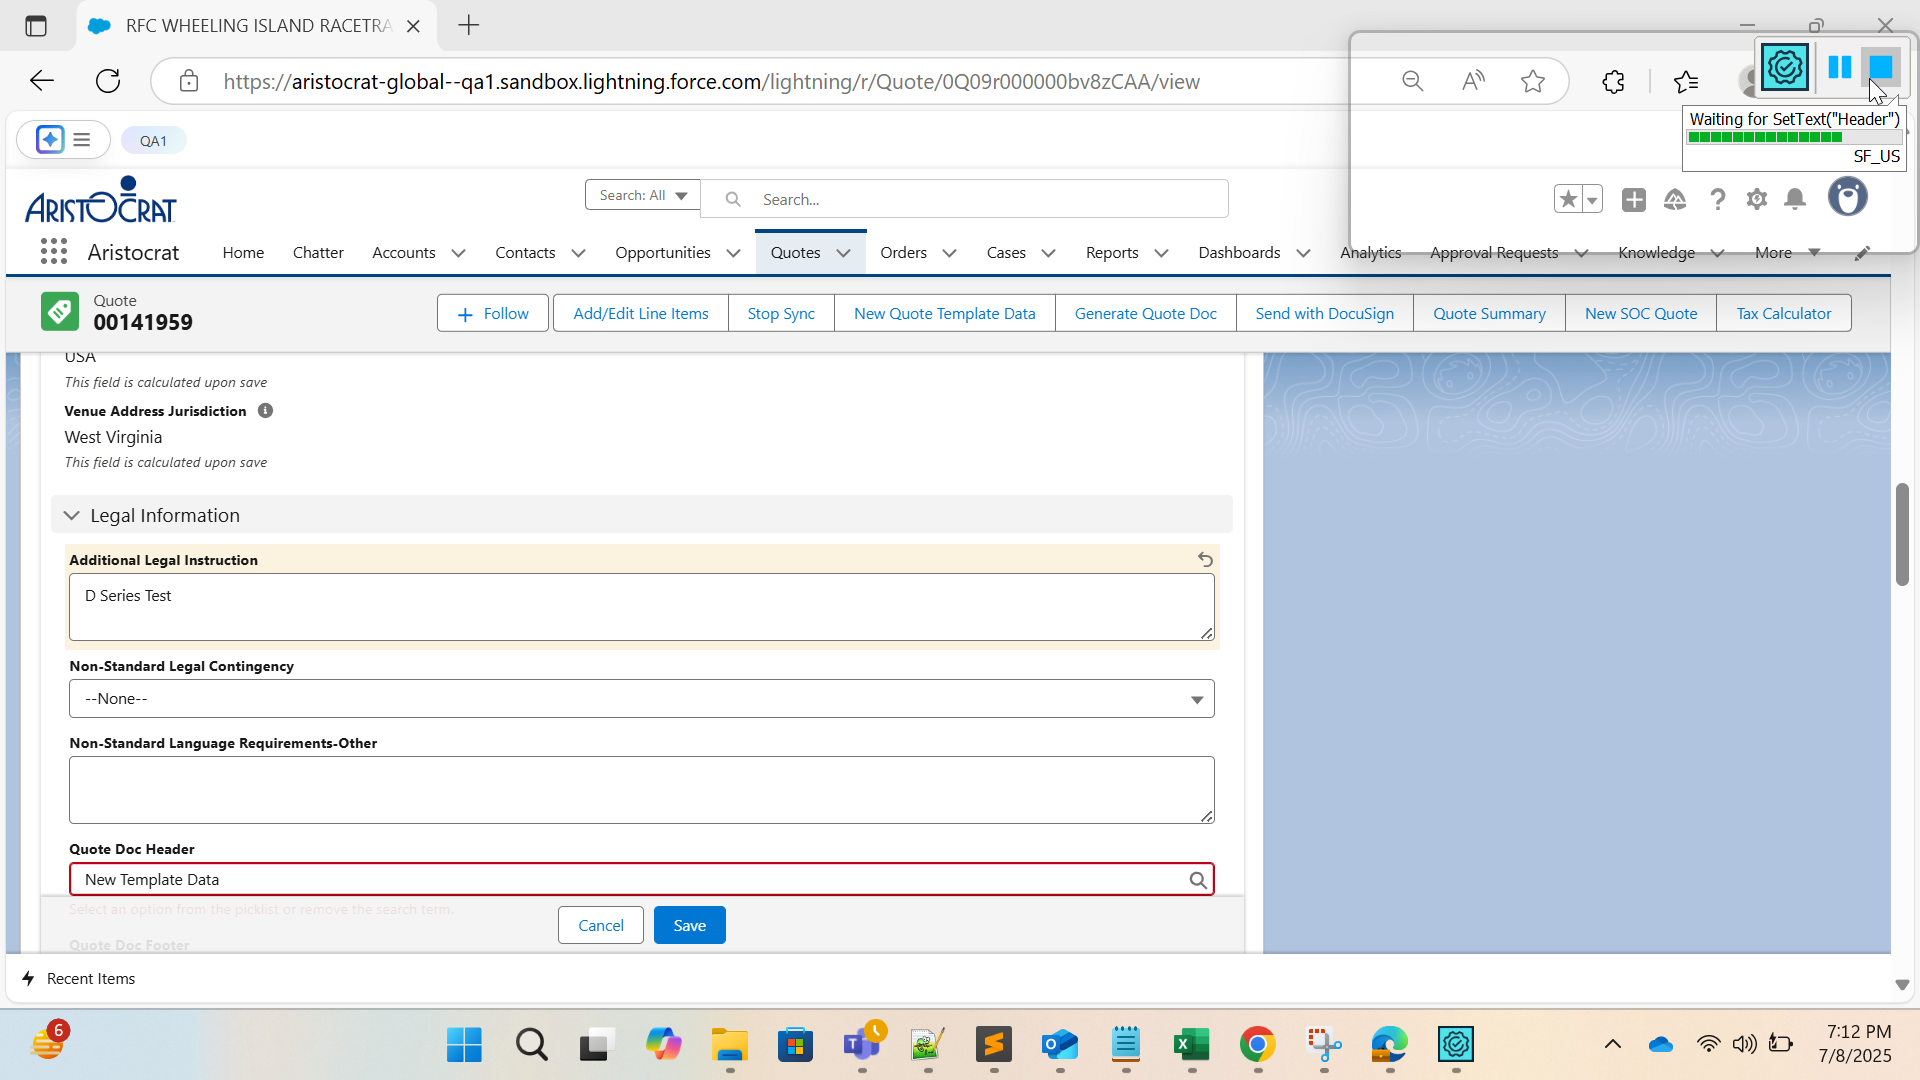 RFC WHEELING ISLAND RACETRA
https://aristocrat-global--qa1.sandbox.lightning.force.com/lightning/r/Quote/0Q09r000000bv8zCAA/view
Waiting for SetText("Header")
SF_US
QA1
ARISTOCRAT
Search: All
Search...
Aristocrat
Home
Chatter
Accounts
Contacts
Opportunities
Quotes
Orders
Cases
Reports
Dashboards
Analytics
Approval Requests
Knowledge
More
Quote
00141959
Follow
Add/Edit Line Items
Stop Sync
New Quote Template Data
Generate Quote Doc
Send with DocuSign
Quote Summary
New SOC Quote
Tax Calculator
USA
This field is calculated upon save
Venue Address Jurisdiction
West Virginia
This field is calculated upon save
Legal Information
Additional Legal Instruction
D Series Test
Non-Standard Legal Contingency
--None--
Non-Standard Language Requirements-Other
Quote Doc Header
New Template Data
Select an option from the picklist or remove the search term.
Cancel
Save
Quote Doc Footer
Recent Items
6
7:12 PM
7/8/2025